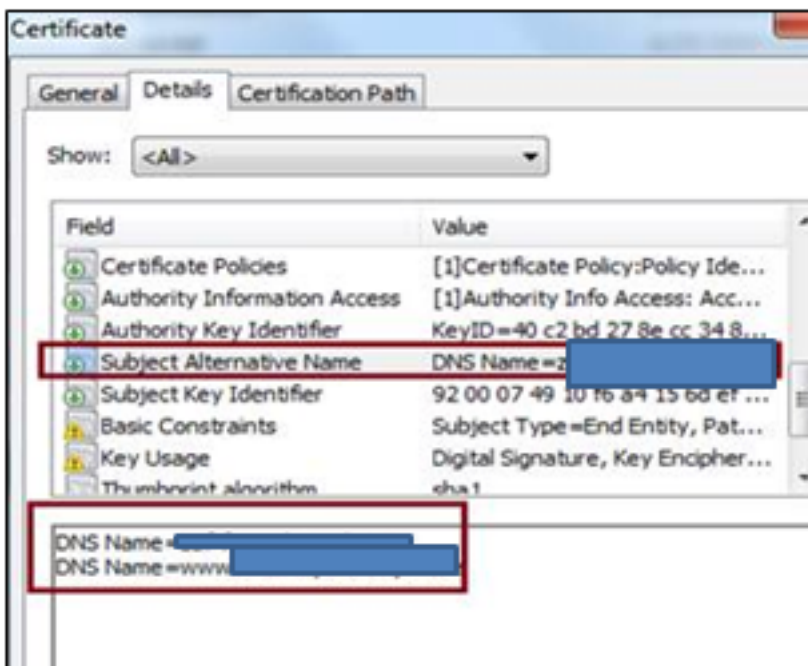 Certificate
General Details Certification Path
Show: <All>
Field Value
Certificate Policies [1]Certificate Policy:Policy Ide...
Authority Information Access [1]Authority Info Access: Acc...
Authority Key Identifier KeyID=40 c2 bd 27 8e cc 34 8...
Subject Alternative Name DNS Name=z
Subject Key Identifier 92 00 07 49 10 f6 a4 15 6d ef ...
Basic Constraints Subject Type=End Entity, Pat...
Key Usage Digital Signature, Key Encipher...
Thumbprint algorithm sha1
DNS Name=
DNS Name=www